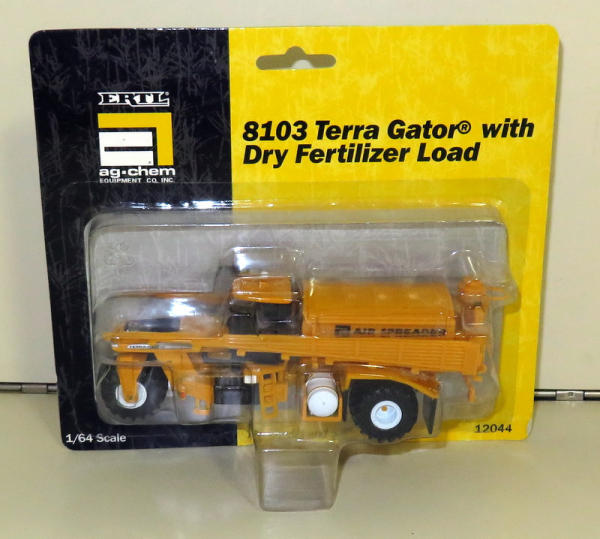 ERTL
ag·chem
EQUIPMENT CO., INC.
8103 Terra Gator® with
Dry Fertilizer Load
AIR SPREADER
TERRA
1/64 Scale
12044